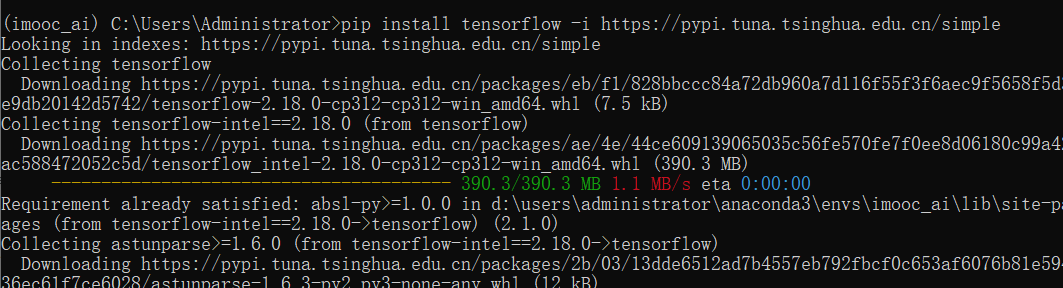 (imooc_ai) C:\Users\Administrator>pip install tensorflow -i https://pypi.tuna.tsinghua.edu.cn/simple
Looking in indexes: https://pypi.tuna.tsinghua.edu.cn/simple
Collecting tensorflow
  Downloading https://pypi.tuna.tsinghua.edu.cn/packages/eb/f1/828bbccc84a72db960a7d116f55f3f6aec9f5658f5d
e9db20142d5742/tensorflow-2.18.0-cp312-cp312-win_amd64.whl (7.5 kB)
Collecting tensorflow-intel==2.18.0 (from tensorflow)
  Downloading https://pypi.tuna.tsinghua.edu.cn/packages/ae/4e/44ce609139065035c56fe570fe7f0ee8d06180c99a4
ac588472052c5d/tensorflow_intel-2.18.0-cp312-cp312-win_amd64.whl (390.3 MB)
---------------------------------------- 390.3/390.3 MB 1.1 MB/s eta 0:00:00
Requirement already satisfied: absl-py>=1.0.0 in d:\users\administrator\anaconda3\envs\imooc_ai\lib\site-pa
ages (from tensorflow-intel==2.18.0->tensorflow) (2.1.0)
Collecting astunparse>=1.6.0 (from tensorflow-intel==2.18.0->tensorflow)
  Downloading https://pypi.tuna.tsinghua.edu.cn/packages/2b/03/13dde6512ad7b4557eb792fbcf0c653af6076b81e59
36ec61f7ce6028/astunparse-1.6.3-py2.py3-none-any.whl (12 kB)